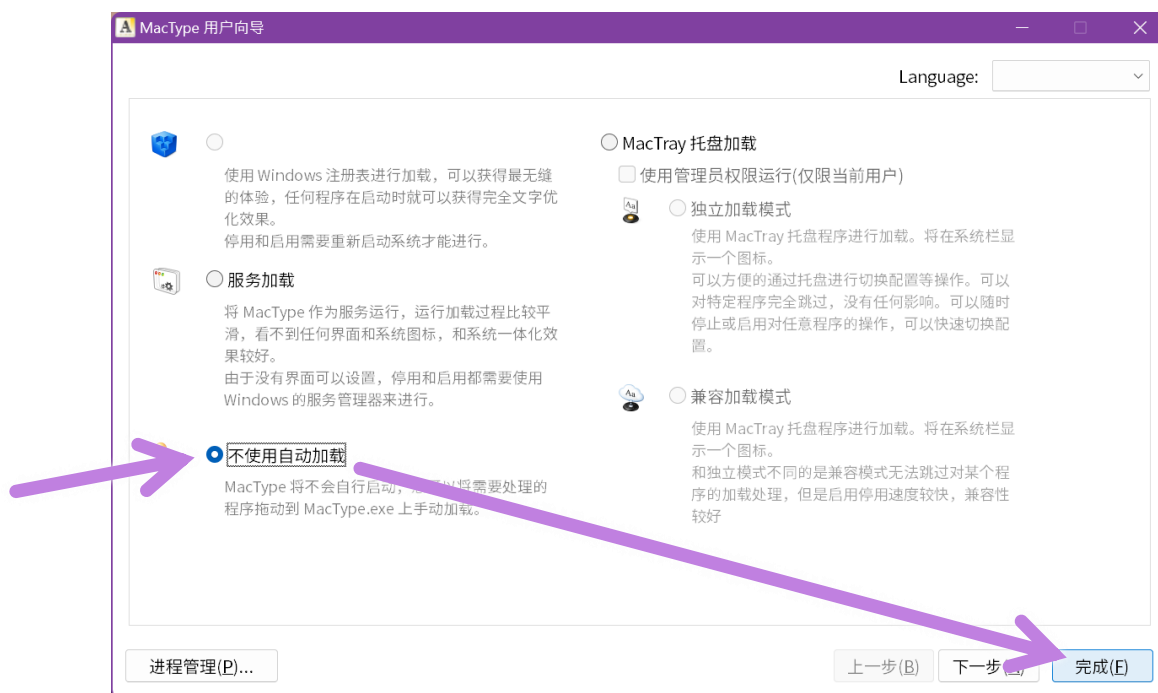 MacType 用户向导
Language:
使用 Windows 注册表进行加载，可以获得最无缝
的体验，任何程序在启动时就可以获得完全文字优
化效果。
停用和启用需要重新启动系统才能进行。
服务加载
将 MacType 作为服务运行，运行加载过程比较平
滑，看不到任何界面和系统图标，和系统一体化效
果较好。
由于没有界面可以设置，停用和启用都需要使用
Windows 的服务管理器来进行。
不使用自动加载
MacType 将不会自行启动，以将需要处理的
程序拖动到 MacType.exe 上手动加载。
MacTray 托盘加载
使用管理员权限运行(仅限当前用户)
独立加载模式
使用 MacTray 托盘程序进行加载。将在系统栏显
示一个图标。
可以方便的通过托盘进行切换配置等操作。可以
对特定程序完全跳过，没有任何影响。可以随时
停止或启用对任意程序的操作，可以快速切换配
置。
兼容加载模式
使用 MacTray 托盘程序进行加载。将在系统栏显
示一个图标。
和独立模式不同的是兼容模式无法跳过对某个程
序的加载处理，但是启用停用速度较快，兼容性
较好
进程管理(P)...
上一步(B)
下一步
完成(F)